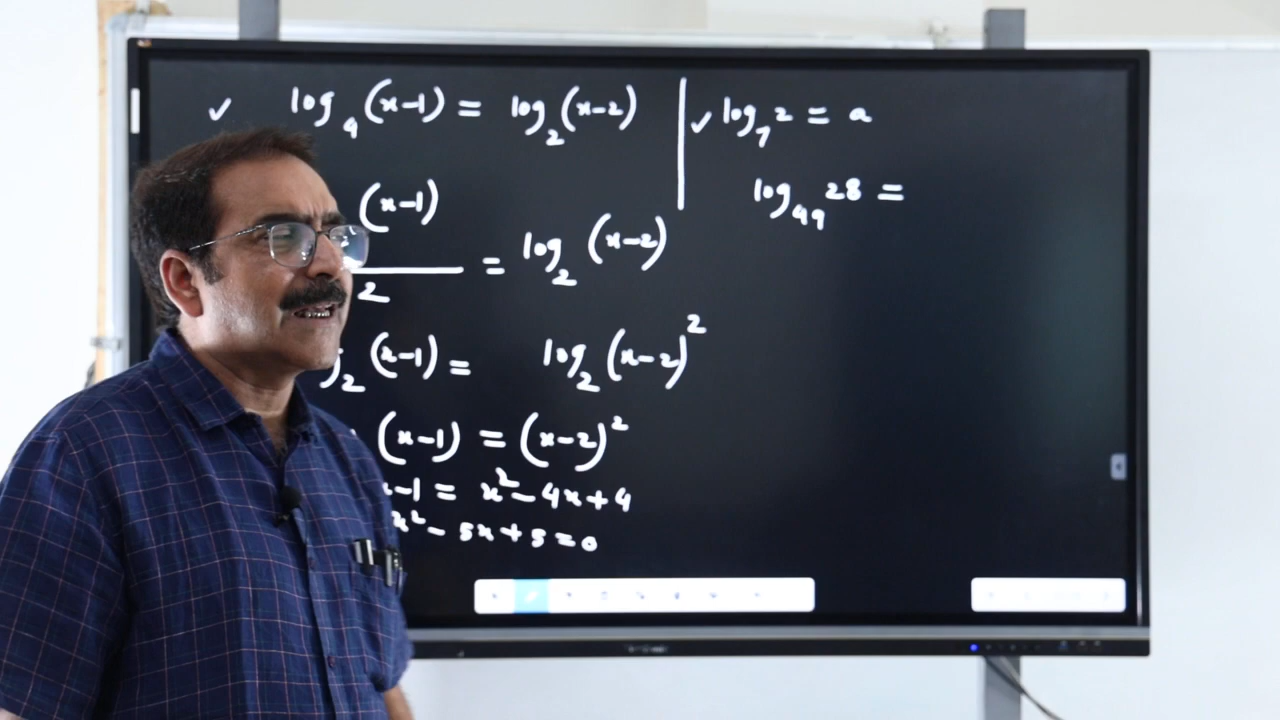 ✓ log₄(x-1) = log₂(x-2)
(x-1)
2
= log₂ (x-2)
₂ (x-1) = log₂ (x-2)²
(x-1) = (x-2)²
x-1 = x² - 4x + 4
x² - 5x + 5 = 0
✓ log₇2 = a
log₄₉28 =